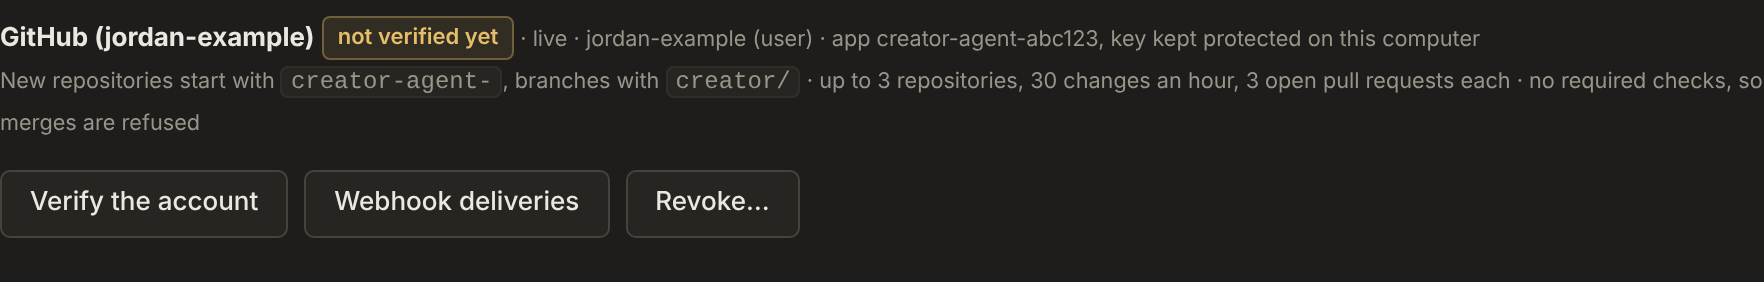 GitHub (jordan-example) not verified yet · live · jordan-example (user) · app creator-agent-abc123, key kept protected on this computer
New repositories start with creator-agent-, branches with creator/ · up to 3 repositories, 30 changes an hour, 3 open pull requests each · no required checks, so
merges are refused
Verify the account Webhook deliveries Revoke...